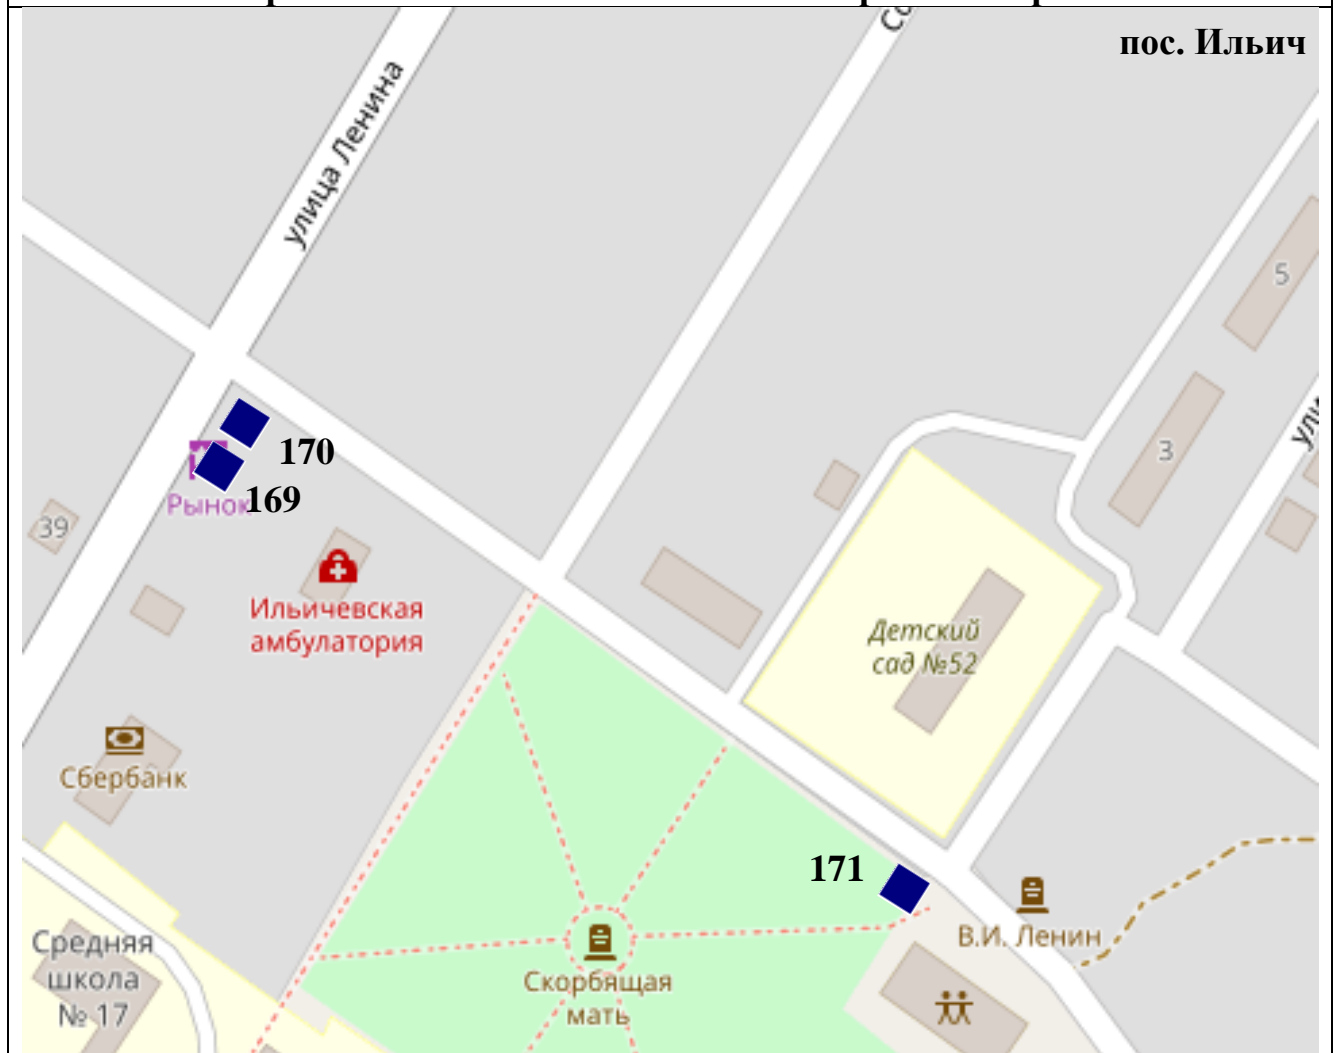 пос. Ильич
улица Ленина
5
3
170
169
Рынок
39
Ильичевская
амбулатория
Детский
сад №52
Сбербанк
171
В.И. Ленин
Средняя
школа
№ 17
Скорбящая
мать